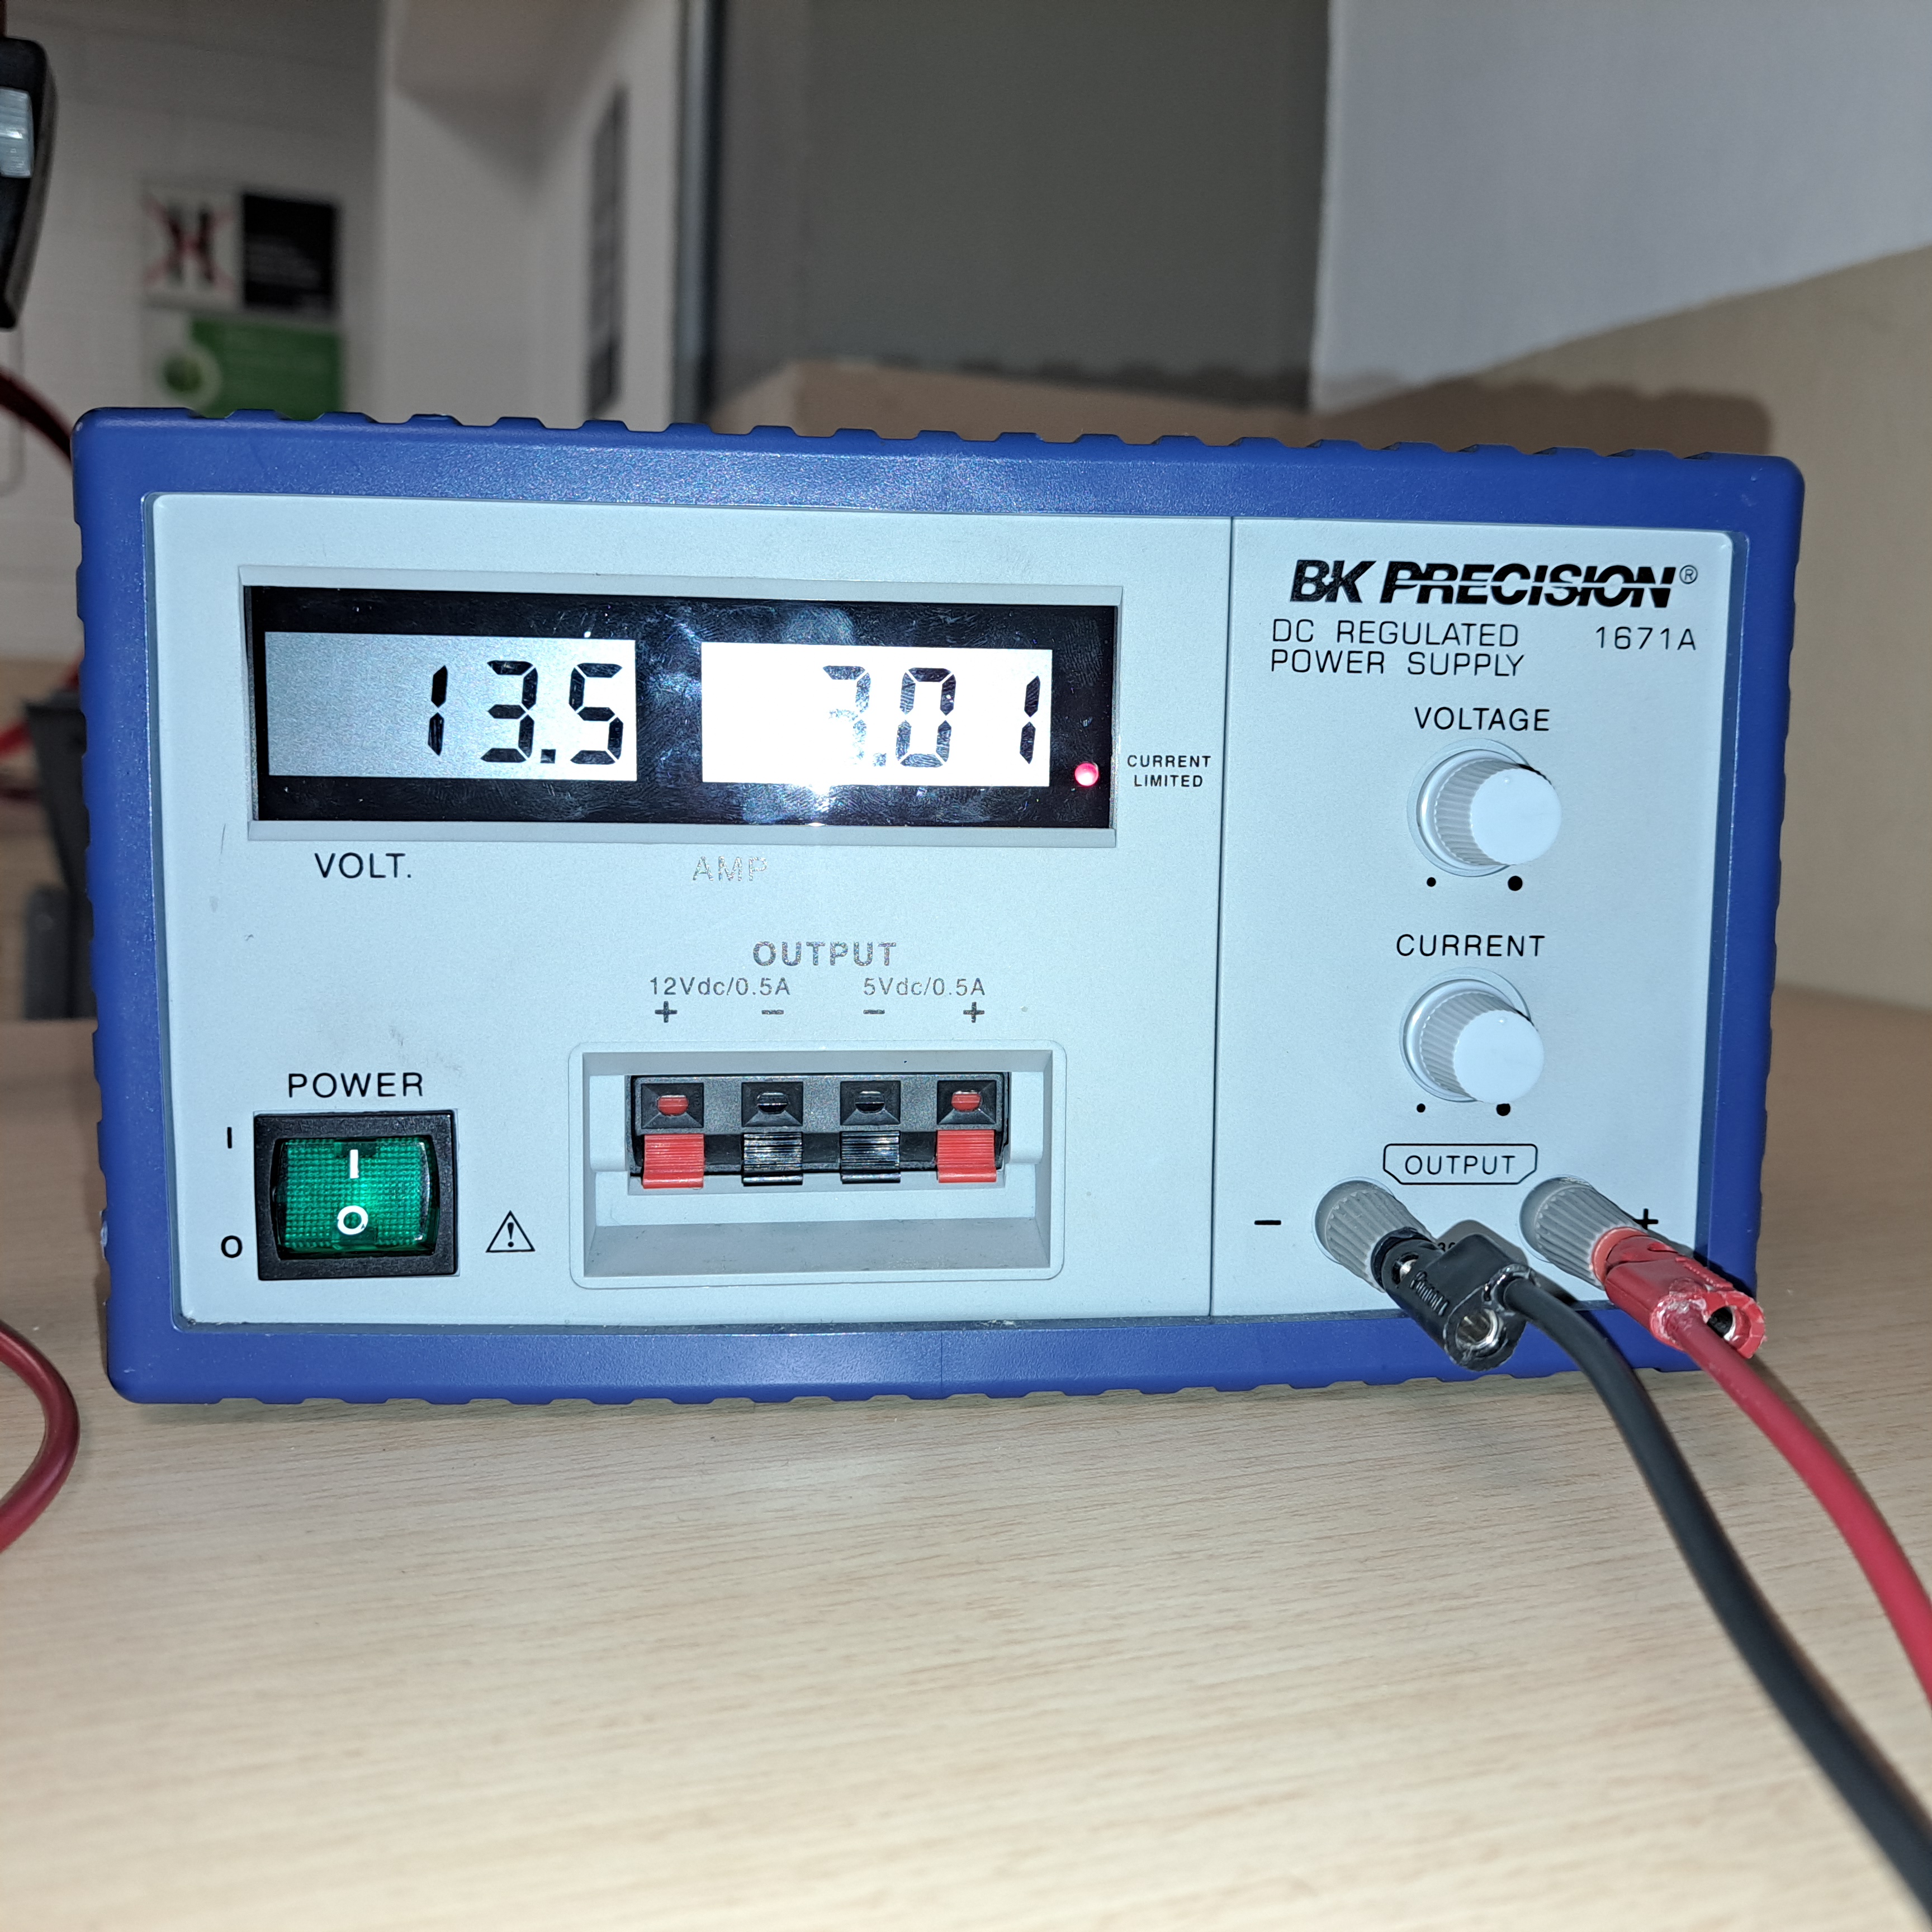 BK PRECISION®
DC REGULATED 1671A
POWER SUPPLY
13.5 3.01
CURRENT
LIMITED
VOLT. AMP
VOLTAGE
CURRENT
OUTPUT
12Vdc/0.5A 5Vdc/0.5A
+ − − +
POWER
I
O
I
O
OUTPUT
− +